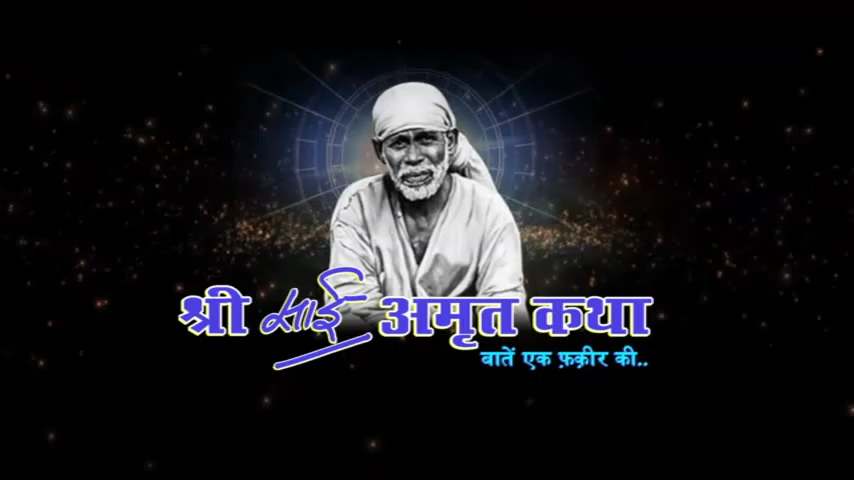 श्री साई अमृत कथा
बातें एक फ़क़ीर की..